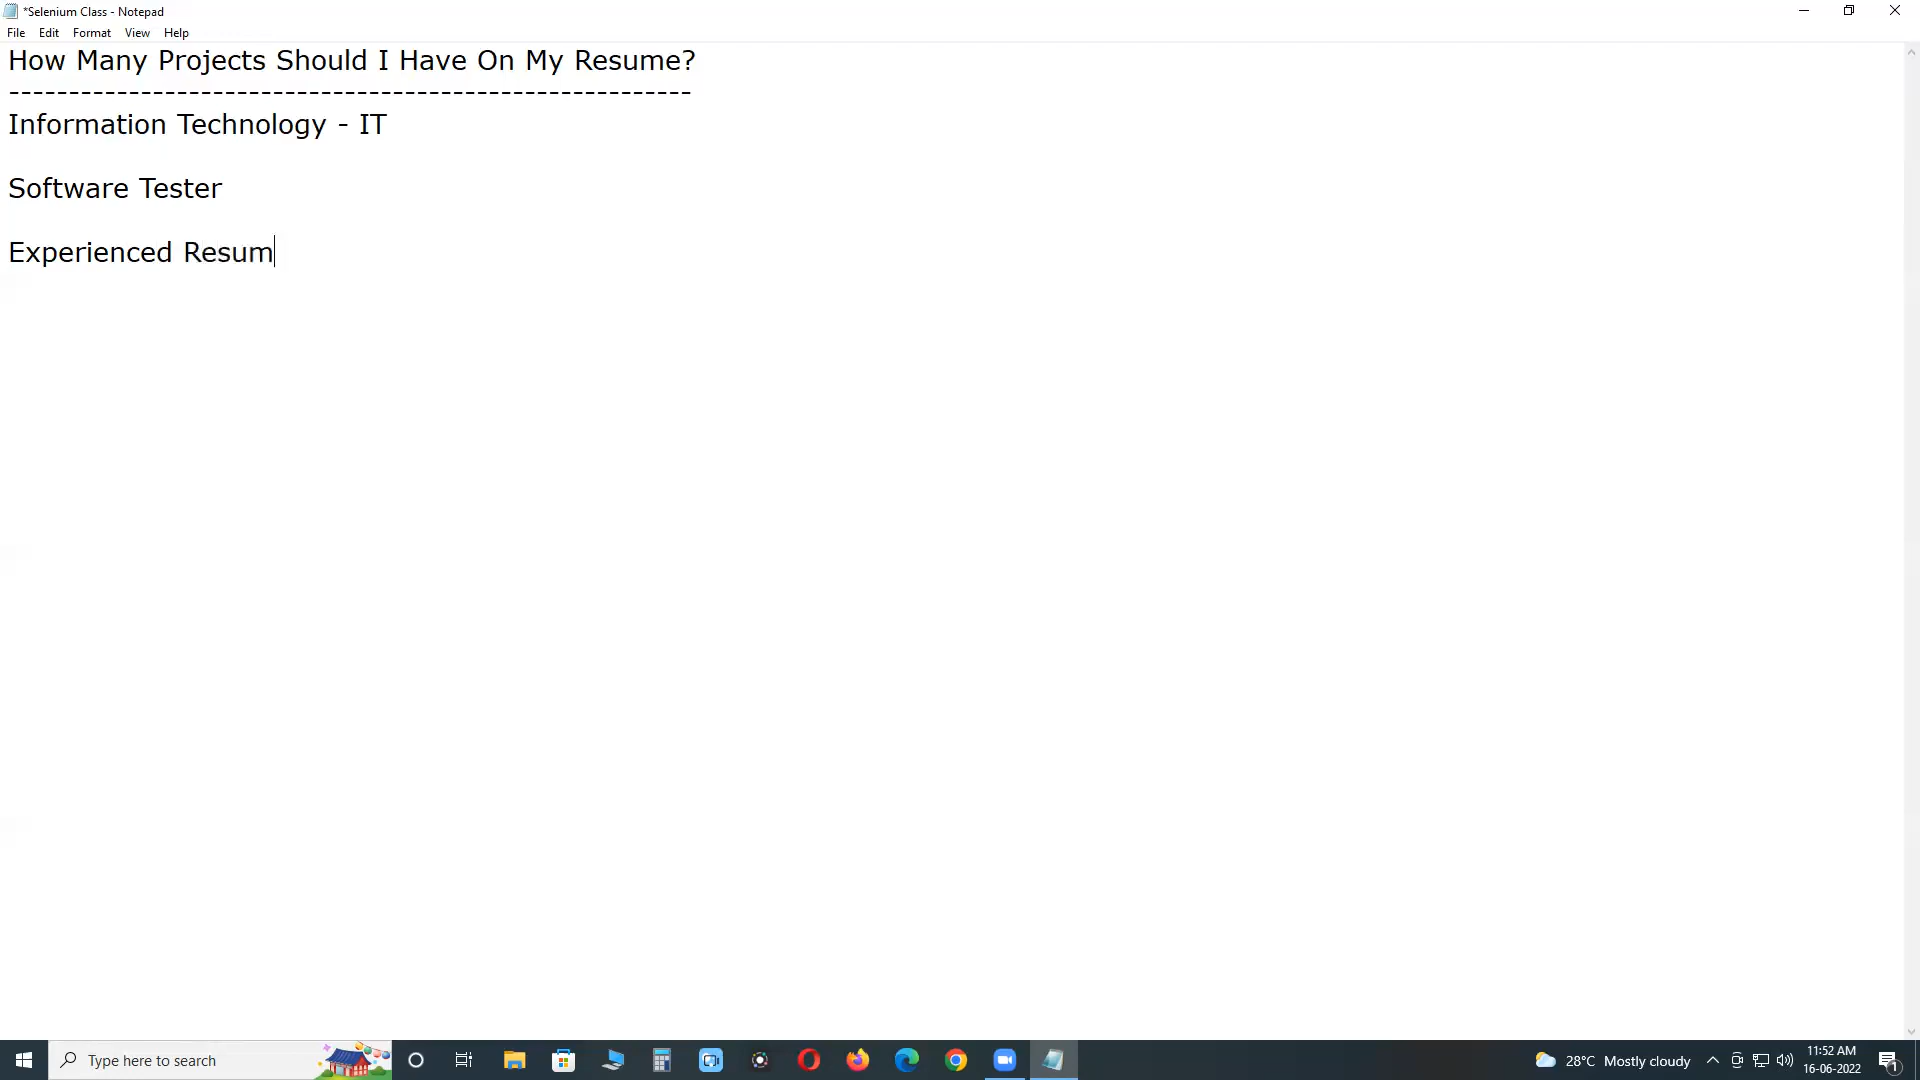 *Selenium Class - Notepad
File Edit Format View Help
How Many Projects Should I Have On My Resume?
---------------------------------------------------------
Information Technology - IT
Software Tester
Experienced Resum
Type here to search
28°C Mostly cloudy
11:52 AM
16-06-2022
1